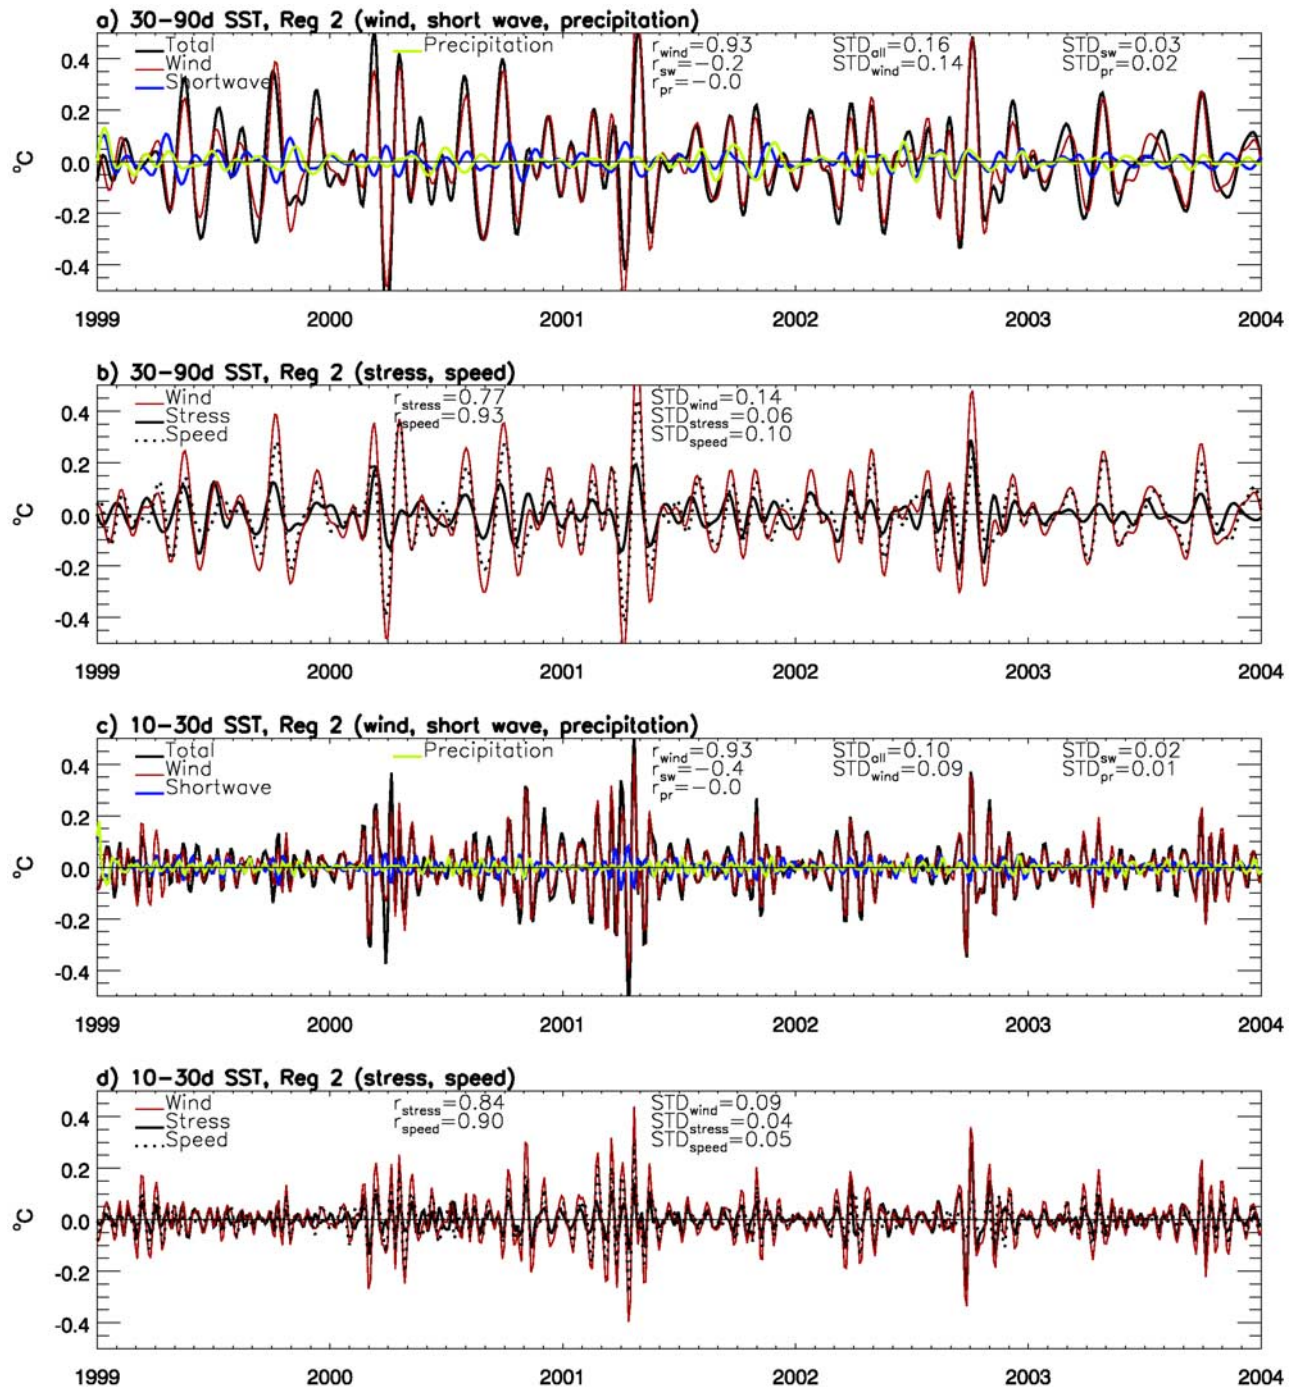 a) 30-90d SST, Reg 2 (wind, short wave, precipitation)
Total Precipitation r_wind=0.93 STD_all=0.16 STD_sw=0.03
Wind r_sw=-0.2 STD_wind=0.14 STD_pr=0.02
Shortwave r_pr=-0.0
0.4
0.2
0.0
-0.2
-0.4
°C
1999 2000 2001 2002 2003 2004
b) 30-90d SST, Reg 2 (stress, speed)
Wind r_stress=0.77 STD_wind=0.14
Stress r_speed=0.93 STD_stress=0.06
Speed STD_speed=0.10
0.4
0.2
0.0
-0.2
-0.4
°C
1999 2000 2001 2002 2003 2004
c) 10-30d SST, Reg 2 (wind, short wave, precipitation)
Total Precipitation r_wind=0.93 STD_all=0.10 STD_sw=0.02
Wind r_sw=-0.4 STD_wind=0.09 STD_pr=0.01
Shortwave r_pr=-0.0
0.4
0.2
0.0
-0.2
-0.4
°C
1999 2000 2001 2002 2003 2004
d) 10-30d SST, Reg 2 (stress, speed)
Wind r_stress=0.84 STD_wind=0.09
Stress r_speed=0.90 STD_stress=0.04
Speed STD_speed=0.05
0.4
0.2
0.0
-0.2
-0.4
°C
1999 2000 2001 2002 2003 2004